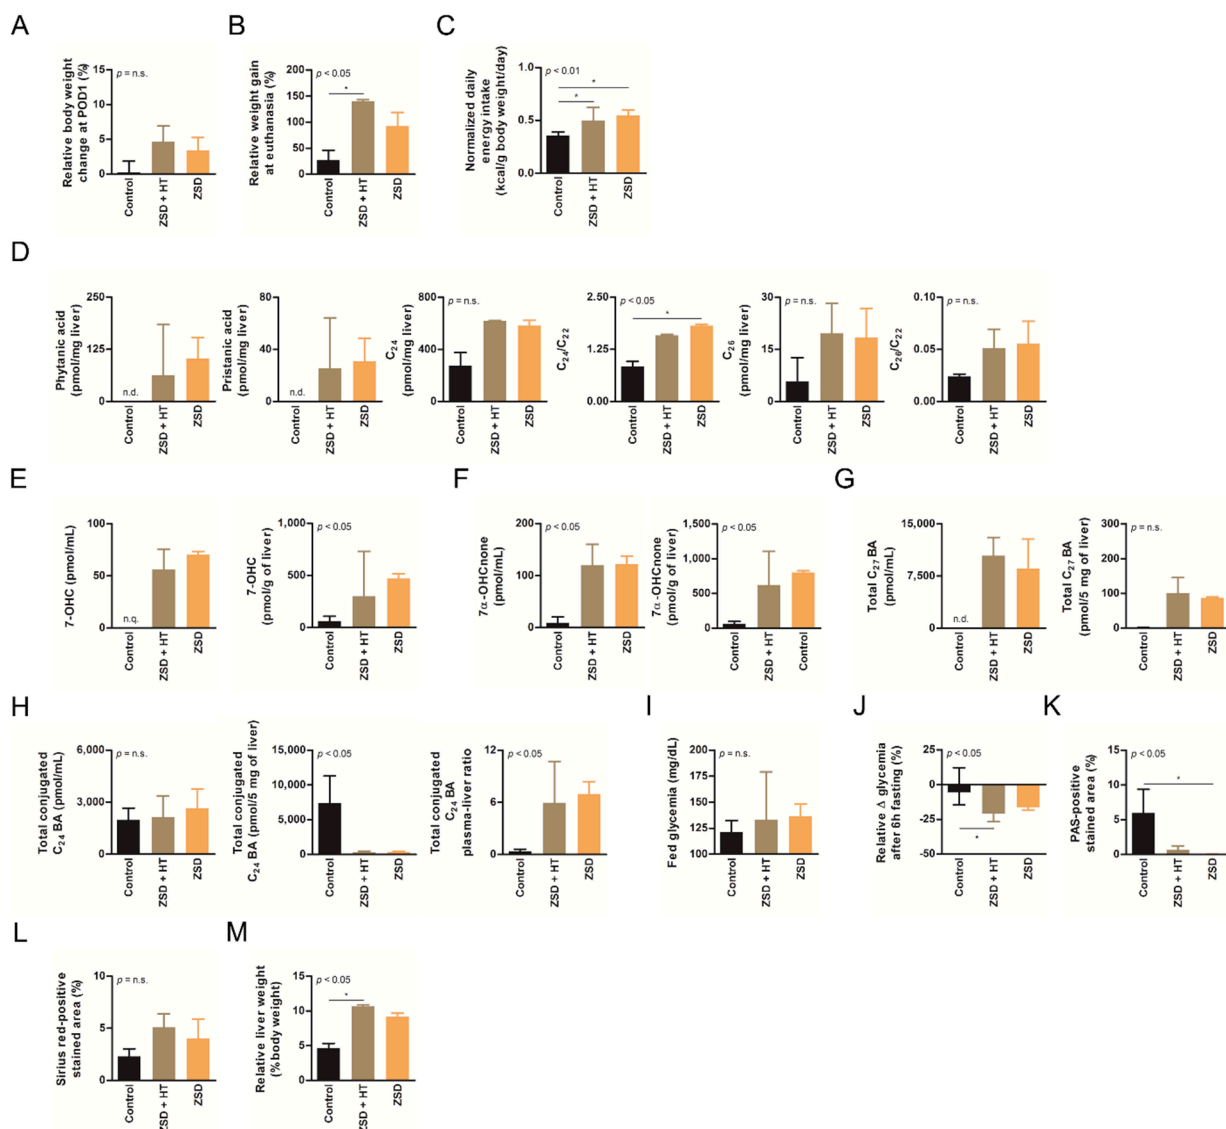 A
Relative body weight
change at POD1 (%)
15
10
5
0
p = n.s.
Control
ZSD + HT
ZSD
B
Relative weight gain
at euthanasia (%)
200
150
100
50
0
p < 0.05
*
Control
ZSD + HT
ZSD
C
Normalized daily
energy intake
(kcal/g body weight/day)
1.0
0.5
0.0
p < 0.01
*
*
Control
ZSD + HT
ZSD
D
Phytanic acid
(pmol/mg liver)
250
125
0
n.d.
Control
ZSD + HT
ZSD
Pristanic acid
(pmol/mg liver)
80
40
0
n.d.
Control
ZSD + HT
ZSD
C24
(pmol/mg liver)
800
400
0
p = n.s.
Control
ZSD + HT
ZSD
C24/C22
2.50
1.25
0.00
p < 0.05
*
Control
ZSD + HT
ZSD
C26
(pmol/mg liver)
30
15
0
p = n.s.
Control
ZSD + HT
ZSD
C26/C22
0.10
0.05
0.00
p = n.s.
Control
ZSD + HT
ZSD
E
7-OHC (pmol/mL)
100
50
0
n.q.
Control
ZSD + HT
ZSD
7-OHC
(pmol/g of liver)
1,000
500
0
p < 0.05
Control
ZSD + HT
ZSD
F
7α-OHCnone
(pmol/mL)
200
150
100
50
0
p < 0.05
Control
ZSD + HT
ZSD
7α-OHCnone
(pmol/g of liver)
1,500
1,000
500
0
p < 0.05
Control
ZSD + HT
Control
G
Total C27 BA
(pmol/mL)
15,000
7,500
0
n.d.
Control
ZSD + HT
ZSD
Total C27 BA
(pmol/5 mg of liver)
300
200
100
0
p = n.s.
Control
ZSD + HT
ZSD
H
Total conjugated
C24 BA (pmol/mL)
6,000
3,000
0
p = n.s.
Control
ZSD + HT
ZSD
Total conjugated
C24 BA (pmol/5 mg of liver)
15,000
10,000
5,000
0
p < 0.05
Control
ZSD + HT
ZSD
Total conjugated
C24 BA
plasma-liver ratio
12
6
0
p < 0.05
Control
ZSD + HT
ZSD
I
Fed glycemia (mg/dL)
200
175
150
125
100
p = n.s.
Control
ZSD + HT
ZSD
J
Relative Δ glycemia
after 6h fasting (%)
25
0
-25
-50
p < 0.05
*
Control
ZSD + HT
ZSD
K
PAS-positive
stained area (%)
15
10
5
0
p < 0.05
*
Control
ZSD + HT
ZSD
L
Sirius red-positive
stained area (%)
10
5
0
p = n.s.
Control
ZSD + HT
ZSD
M
Relative liver weight
(% body weight)
15
10
5
0
p < 0.05
*
Control
ZSD + HT
ZSD